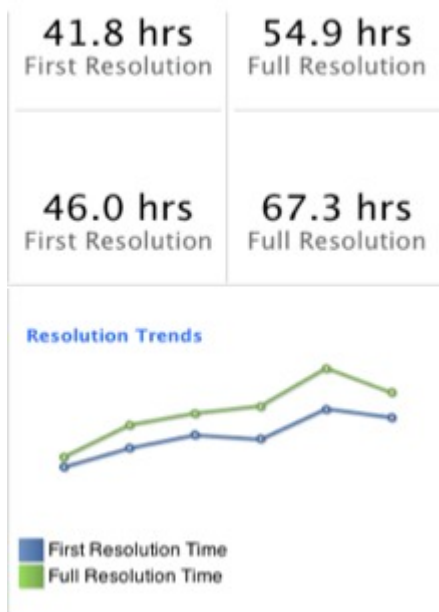 41.8 hrs
First Resolution
54.9 hrs
Full Resolution
46.0 hrs
First Resolution
67.3 hrs
Full Resolution
Resolution Trends
First Resolution Time
Full Resolution Time